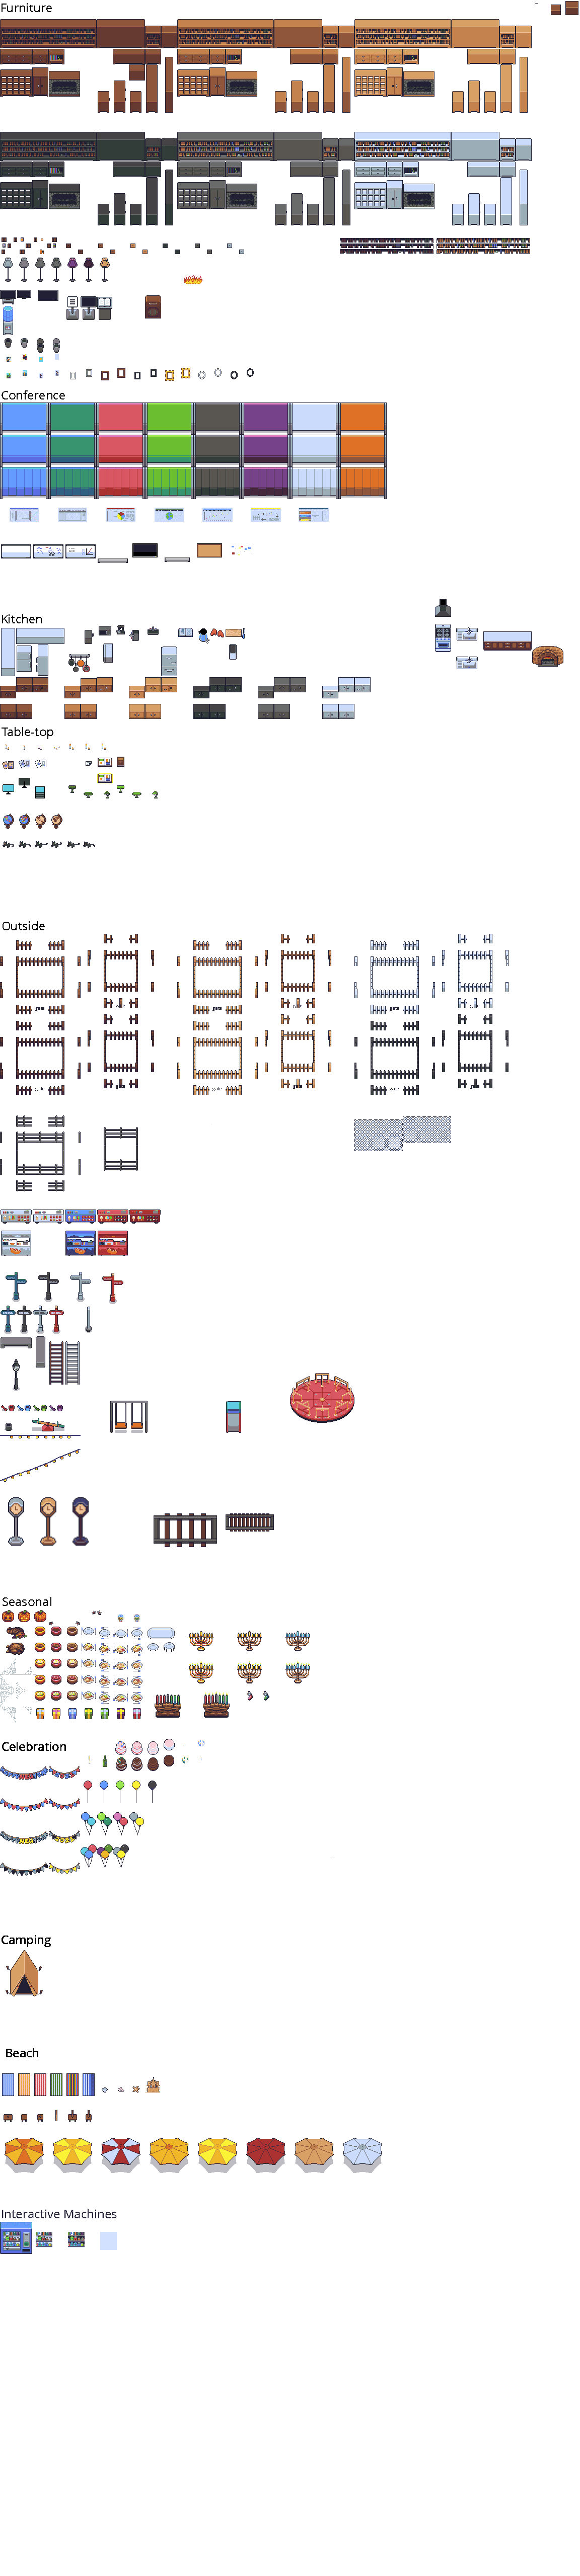 Furniture
Conference
Kitchen
Table-top
Outside
Seasonal
Celebration
Camping
Beach
Interactive Machines